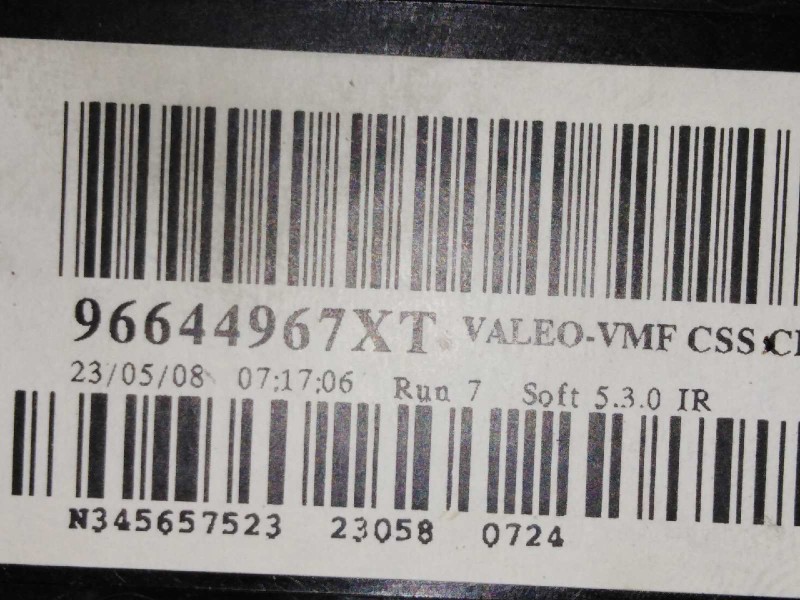 96644967XT VALEO-VMF CSS
23/05/08 07:17:06 Run 7 Soft 5.3.0 IR
N345657523 23058 0724